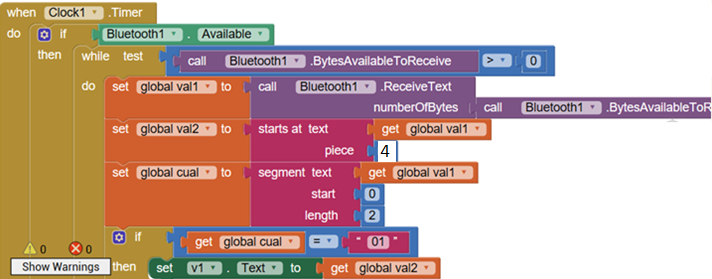 when Clock1 .Timer
do if Bluetooth1 . Available
then while test call Bluetooth1 .BytesAvailableToReceive > 0
do set global val1 to call Bluetooth1 .ReceiveText
numberOfBytes call Bluetooth1 .BytesAvailableToR
set global val2 to starts at text get global val1
piece 4
set global cual to segment text get global val1
start 0
length 2
if get global cual = " 01 "
0 0
Show Warnings then set v1 . Text to get global val2